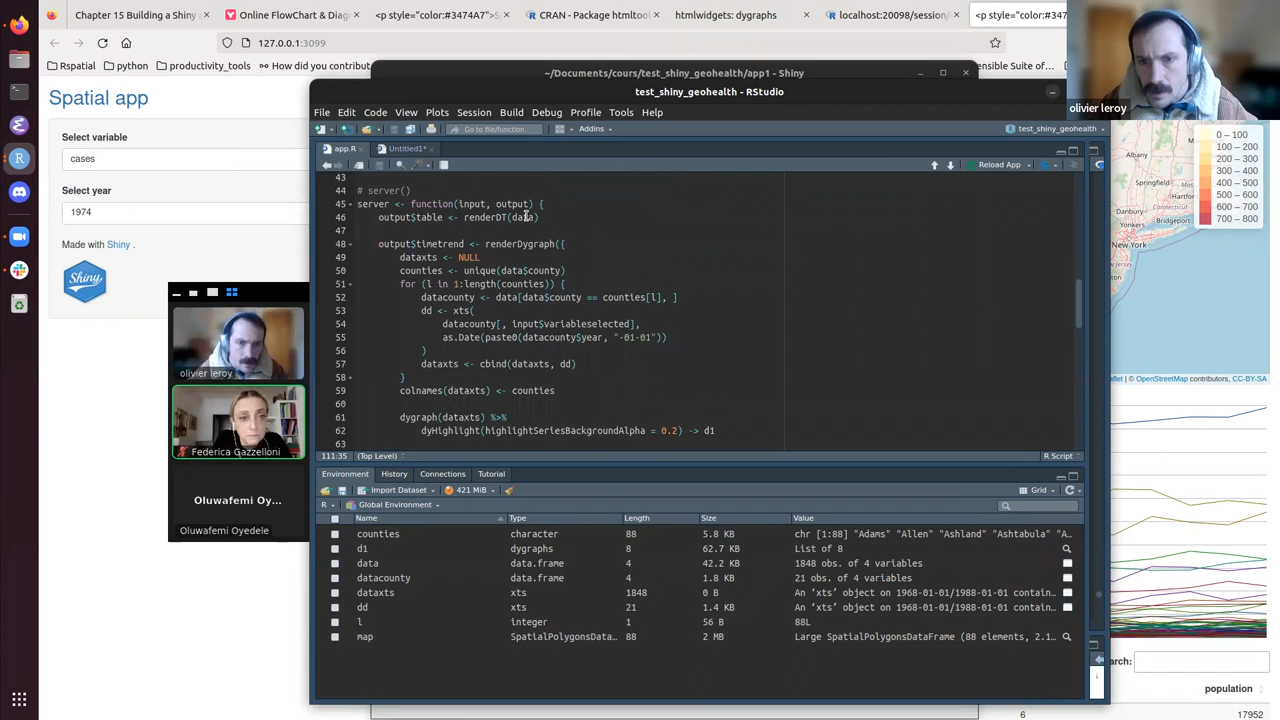 Chapter 15 Building a Shiny
Online FlowChart & Diag
<p style="color:#3474A7">S
CRAN - Package htmltoo
htmlwidgets: dygraphs
localhost:20098/session/
<p style="color:#34
127.0.0.1:3099
Rspatial
python
productivity_tools
How did you contribut
ensible Suite of…
olivier leroy
Spatial app
Select variable
cases
Select year
1974
Made with Shiny .
Shiny
olivier leroy
Federica Gazzelloni
Oluwafemi Oy...
Oluwafemi Oyedele
~/Documents/cours/test_shiny_geohealth/app1 - Shiny
test_shiny_geohealth - RStudio
File Edit Code View Plots Session Build Debug Profile Tools Help
Go to file/function
Addins
test_shiny_geohealth
app.R
Untitled1*
Reload App
43
44 # server()
45 server <- function(input, output) {
46 output$table <- renderDT(data)
47
48 output$timetrend <- renderDygraph({
49 dataxts <- NULL
50 counties <- unique(data$county)
51 for (l in 1:length(counties)) {
52 datacounty <- data[data$county == counties[l], ]
53 dd <- xts(
54 datacounty[, input$variableselected],
55 as.Date(paste0(datacounty$year, "-01-01"))
56 )
57 dataxts <- cbind(dataxts, dd)
58 }
59 colnames(dataxts) <- counties
60
61 dygraph(dataxts) %>%
62 dyHighlight(highlightSeriesBackgroundAlpha = 0.2) -> d1
63
111:35 (Top Level)
R Script
Environment History Connections Tutorial
Import Dataset
421 MiB
Grid
R
Global Environment
Name Type Length Size Value
counties character 88 5.8 KB chr [1:88] "Adams" "Allen" "Ashland" "Ashtabula" "A…
d1 dygraphs 8 62.7 KB List of 8
data data.frame 4 42.2 KB 1848 obs. of 4 variables
datacounty data.frame 4 1.8 KB 21 obs. of 4 variables
dataxts xts 1848 0 B An ‘xts’ object on 1968-01-01/1988-01-01 contain…
dd xts 21 1.4 KB An ‘xts’ object on 1968-01-01/1988-01-01 contain…
l integer 1 56 B 88L
map SpatialPolygonsData… 88 2 MB Large SpatialPolygonsDataFrame (88 elements, 2.1…
0 – 100
100 – 200
200 – 300
300 – 400
400 – 500
500 – 600
600 – 700
700 – 800
Albany
Springfield
Hartford
Connecticut
Bridgeport
New York
aflet | © OpenStreetMap contributors, CC-BY-SA
arch:
population
6
17952